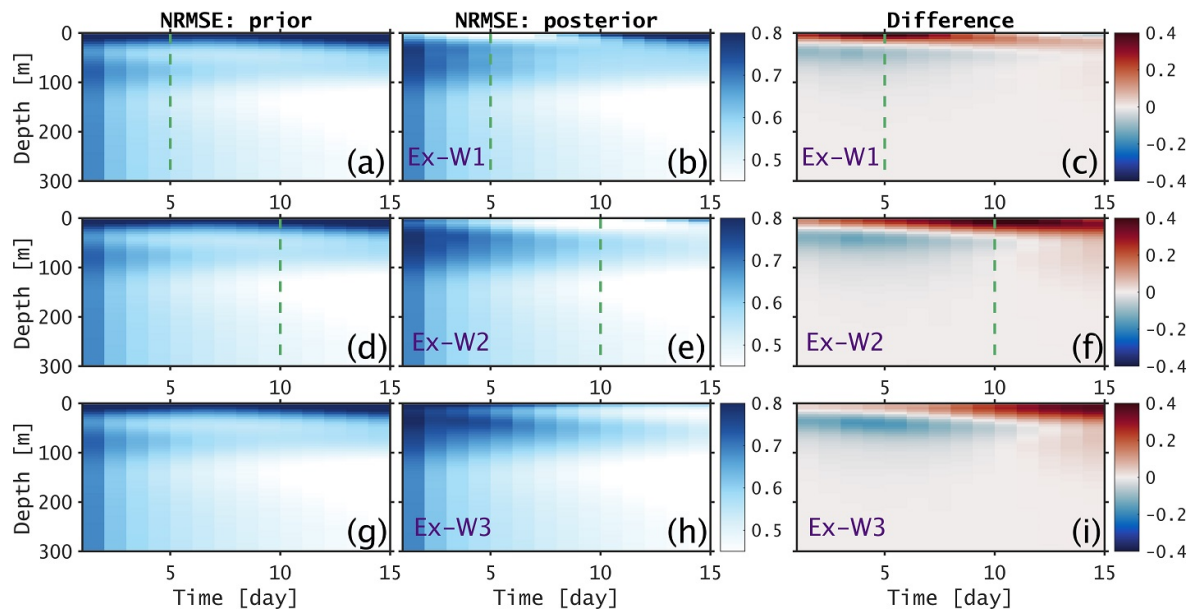 NRMSE: prior NRMSE: posterior Difference
Depth [m] 0 100 200 300 (a) 5 10 15
Ex-W1 (b) 5 10 15 0.8 0.7 0.6 0.5
Ex-W1 (c) 5 10 15 0.4 0.2 0 -0.2 -0.4
Depth [m] 0 100 200 300 (d) 5 10 15
Ex-W2 (e) 5 10 15 0.8 0.7 0.6 0.5
Ex-W2 (f) 5 10 15 0.4 0.2 0 -0.2 -0.4
Depth [m] 0 100 200 300 (g) 5 10 15
Ex-W3 (h) 5 10 15 0.8 0.7 0.6 0.5
Ex-W3 (i) 5 10 15 0.4 0.2 0 -0.2 -0.4
Time [day] Time [day] Time [day]